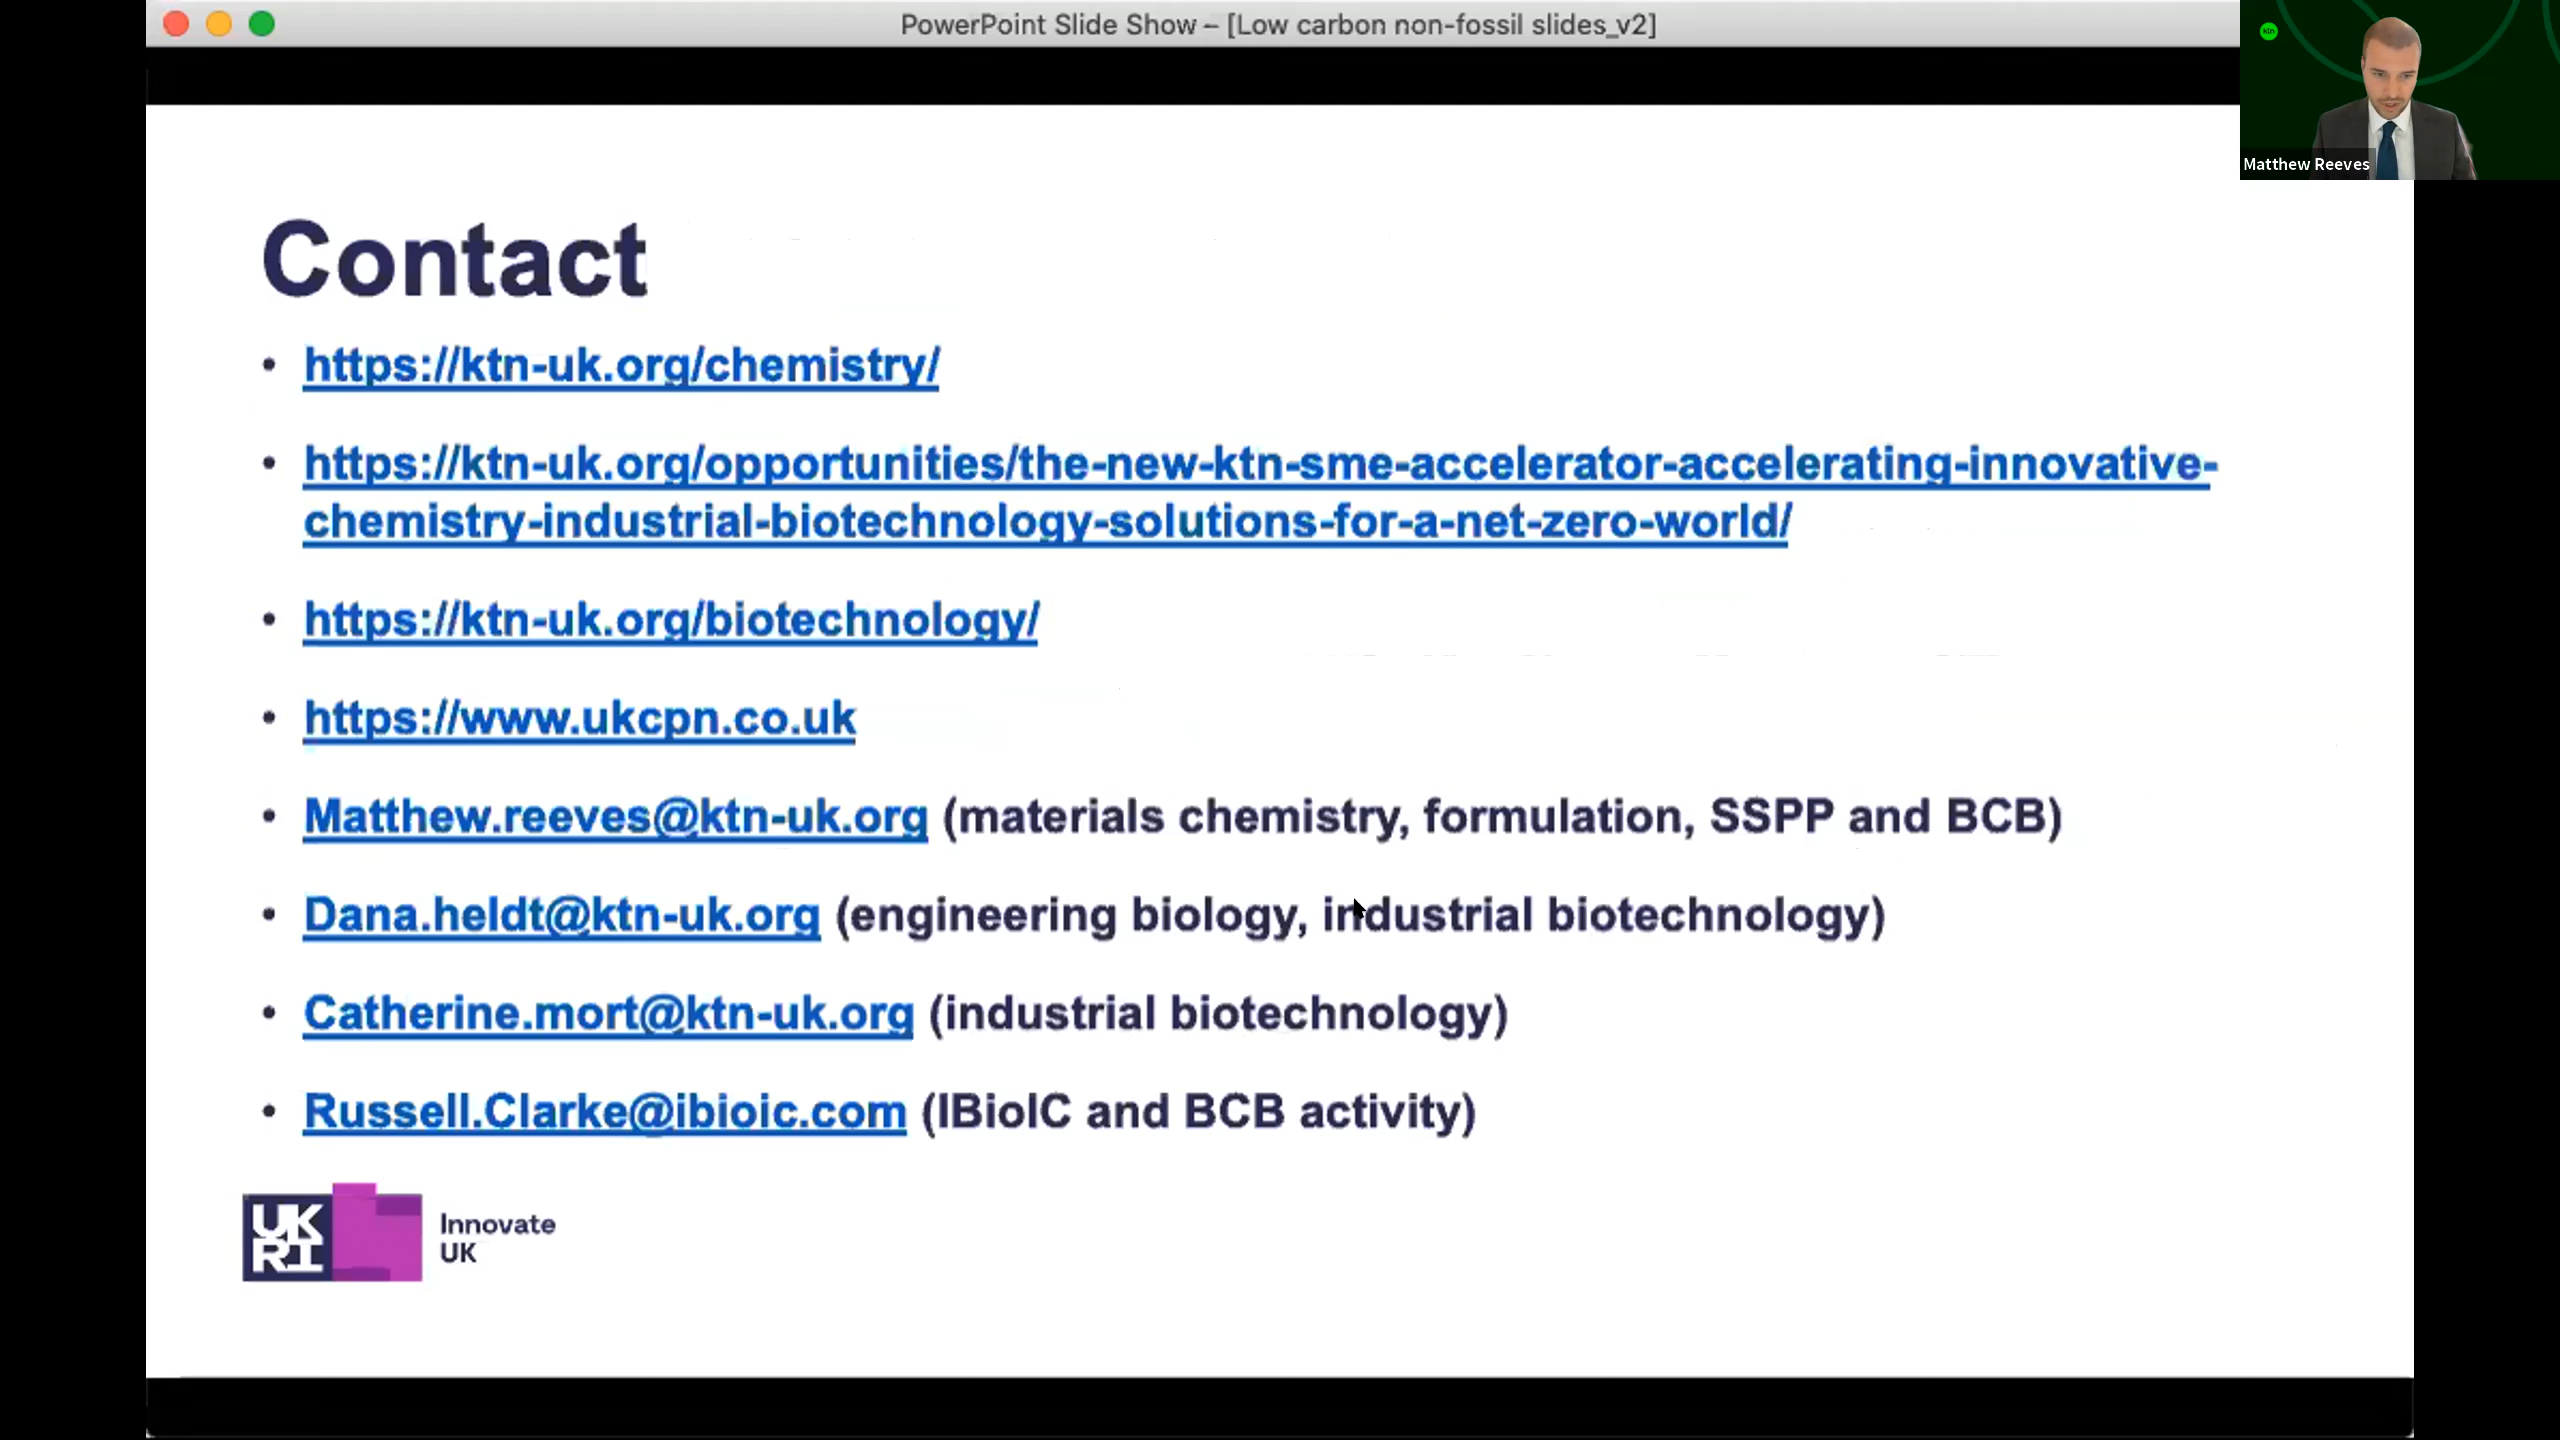 PowerPoint Slide Show – [Low carbon non-fossil slides_v2]
ktn
Matthew Reeves
Contact
• https://ktn-uk.org/chemistry/
• https://ktn-uk.org/opportunities/the-new-ktn-sme-accelerator-accelerating-innovative-
chemistry-industrial-biotechnology-solutions-for-a-net-zero-world/
• https://ktn-uk.org/biotechnology/
• https://www.ukcpn.co.uk
• Matthew.reeves@ktn-uk.org (materials chemistry, formulation, SSPP and BCB)
• Dana.heldt@ktn-uk.org (engineering biology, industrial biotechnology)
• Catherine.mort@ktn-uk.org (industrial biotechnology)
• Russell.Clarke@ibioic.com (IBioIC and BCB activity)
UK
RI
Innovate
UK